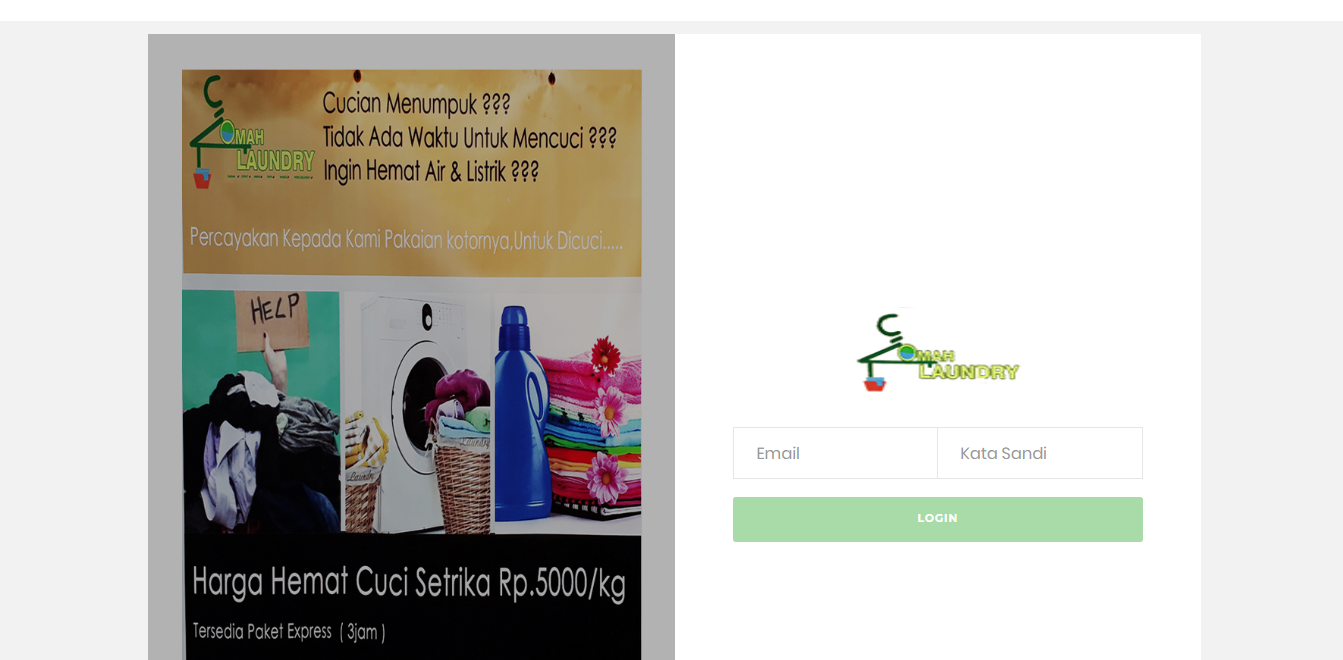 OMAH
LAUNDRY
Cucian Menumpuk ???
Tidak Ada Waktu Untuk Mencuci ???
Ingin Hemat Air & Listrik ???
Percayakan Kepada Kami Pakaian kotornya,Untuk Dicuci.....
HELP
Laundry
Laundry
Harga Hemat Cuci Setrika Rp.5000/kg
Tersedia Paket Express ( 3jam )
OMAH
LAUNDRY
Email
Kata Sandi
LOGIN